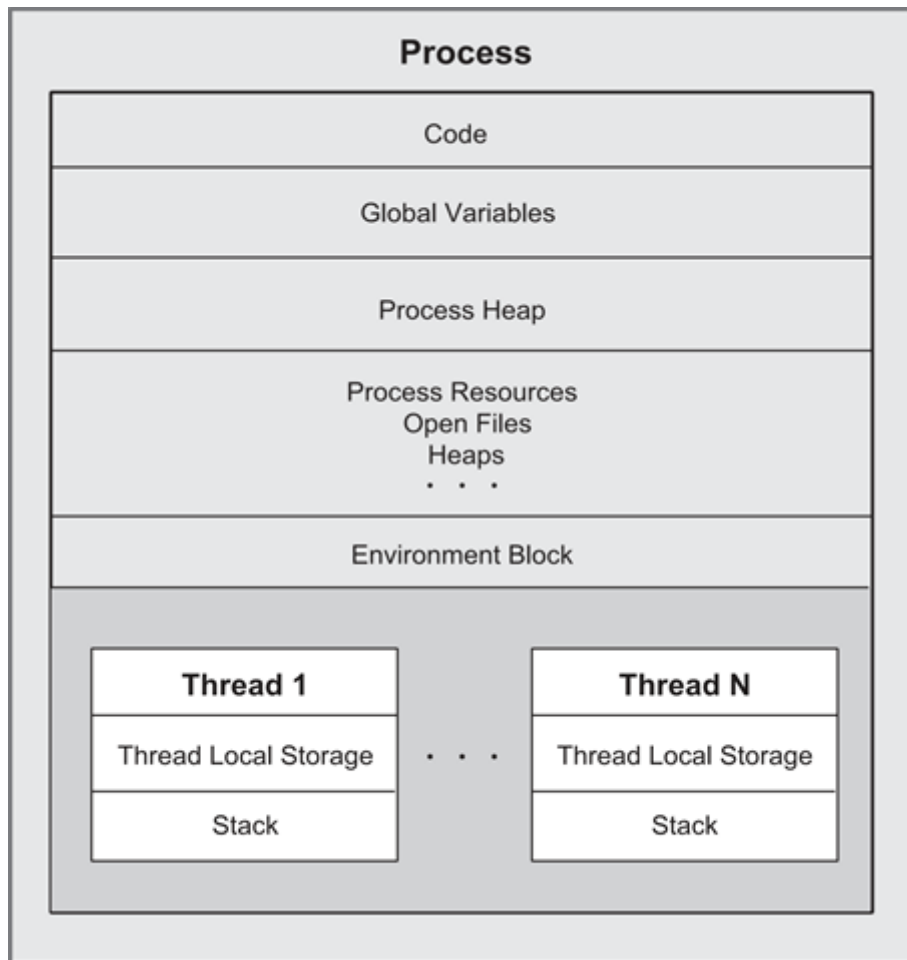 Process
Code
Global Variables
Process Heap
Process Resources
Open Files
Heaps
. . .
Environment Block
Thread 1
Thread Local Storage
Stack
. . .
Thread N
Thread Local Storage
Stack